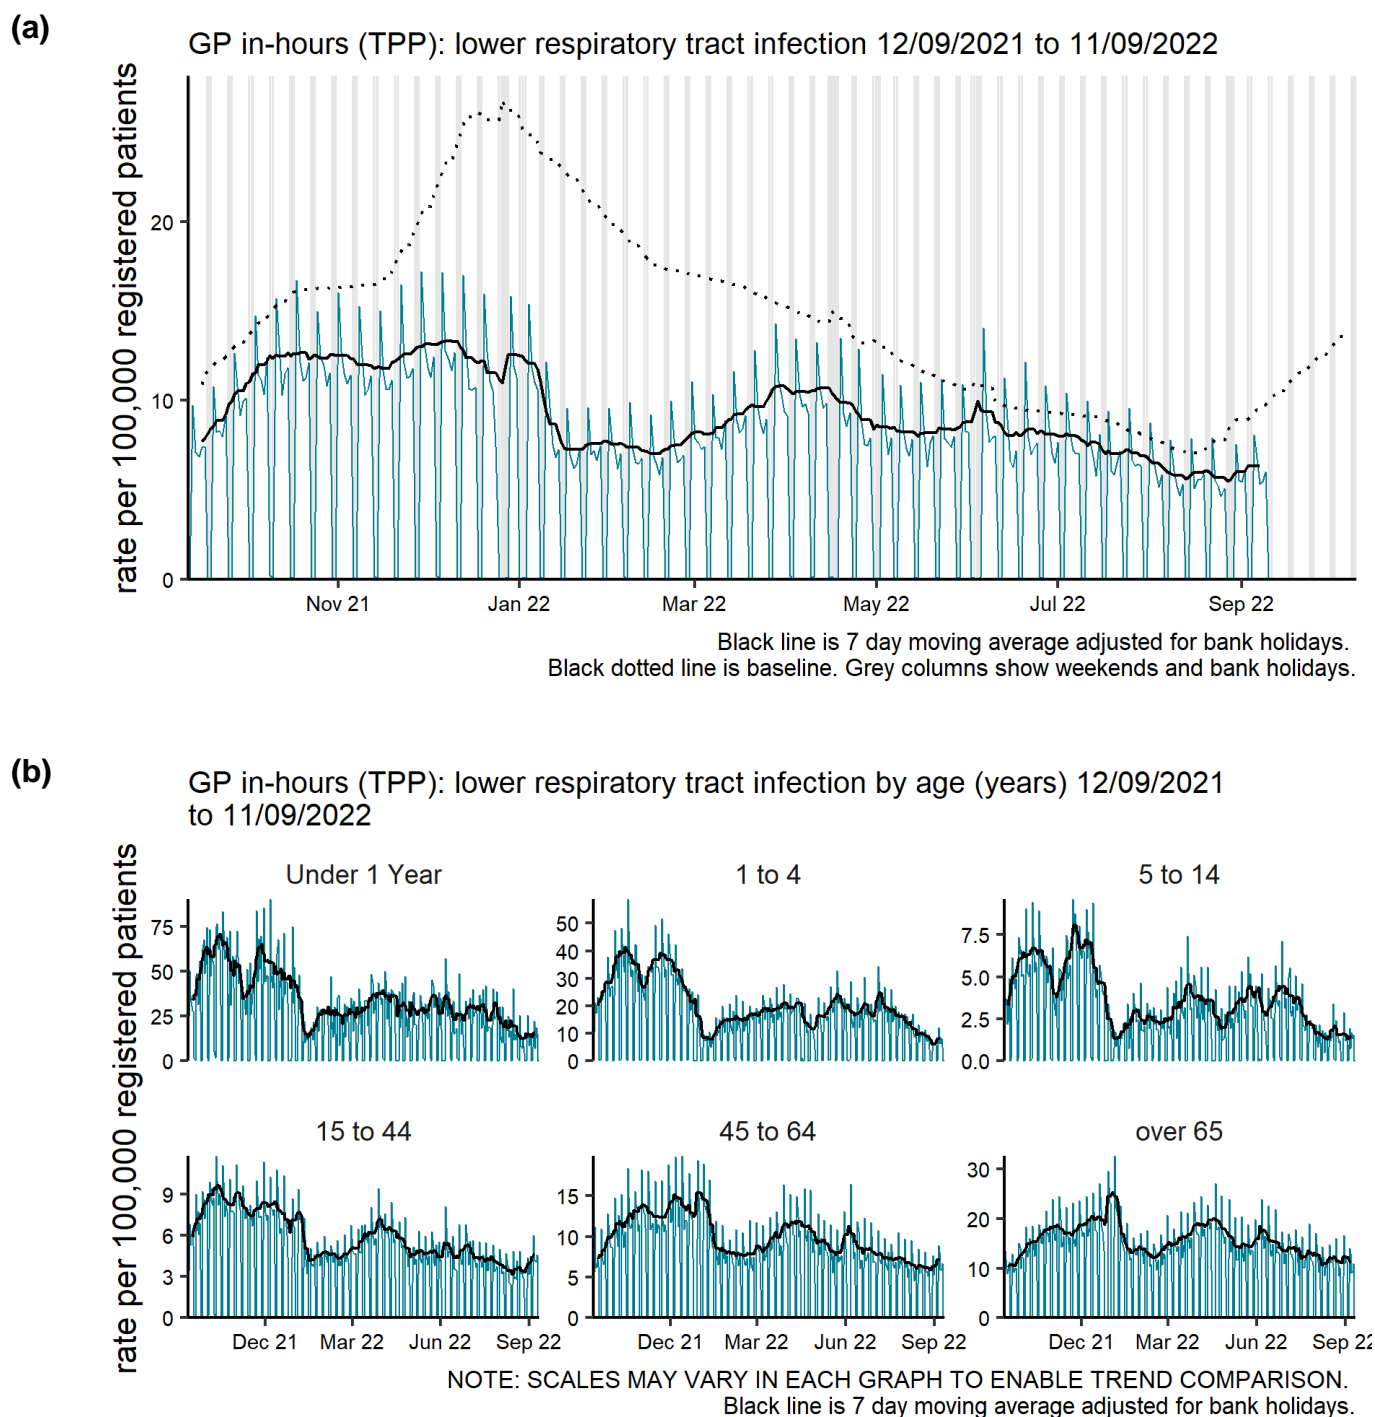 (a)
GP in-hours (TPP): lower respiratory tract infection 12/09/2021 to 11/09/2022
rate per 100,000 registered patients
20
10
0
Nov 21 Jan 22 Mar 22 May 22 Jul 22 Sep 22
Black line is 7 day moving average adjusted for bank holidays.
Black dotted line is baseline. Grey columns show weekends and bank holidays.
(b)
GP in-hours (TPP): lower respiratory tract infection by age (years) 12/09/2021
to 11/09/2022
rate per 100,000 registered patients
Under 1 Year
75
50
25
0
1 to 4
50
40
30
20
10
0
5 to 14
7.5
5.0
2.5
0.0
15 to 44
9
6
3
0
Dec 21 Mar 22 Jun 22 Sep 22
45 to 64
15
10
5
0
Dec 21 Mar 22 Jun 22 Sep 22
over 65
30
20
10
0
Dec 21 Mar 22 Jun 22 Sep 22
NOTE: SCALES MAY VARY IN EACH GRAPH TO ENABLE TREND COMPARISON.
Black line is 7 day moving average adjusted for bank holidays.